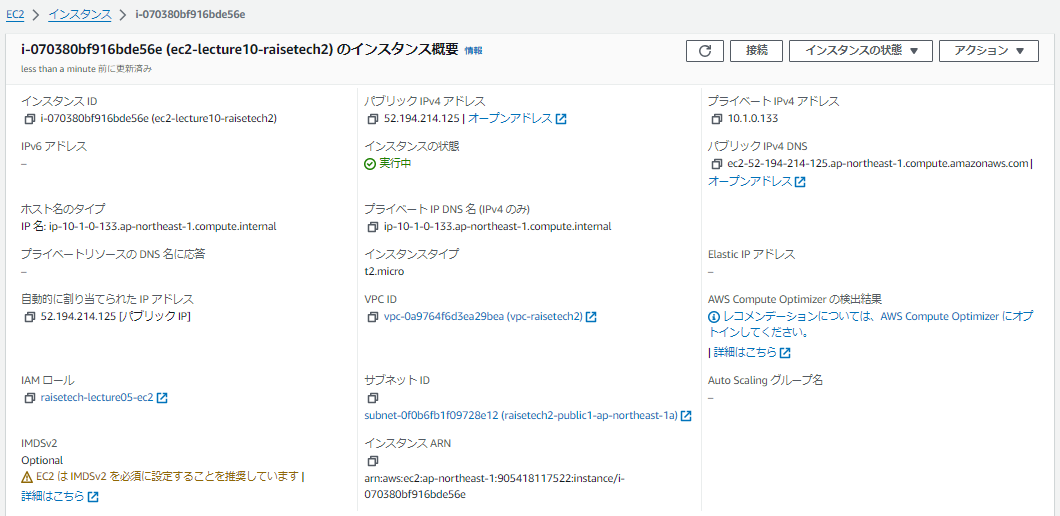 EC2 > インスタンス > i-070380bf916bde56e
i-070380bf916bde56e (ec2-lecture10-raisetech2) のインスタンス概要 情報
less than a minute 前に更新済み
接続
インスタンスの状態
アクション
インスタンス ID
i-070380bf916bde56e (ec2-lecture10-raisetech2)
パブリック IPv4 アドレス
52.194.214.125 | オープンアドレス
プライベート IPv4 アドレス
10.1.0.133
IPv6 アドレス
–
インスタンスの状態
実行中
パブリック IPv4 DNS
ec2-52-194-214-125.ap-northeast-1.compute.amazonaws.com |
オープンアドレス
ホスト名のタイプ
IP 名: ip-10-1-0-133.ap-northeast-1.compute.internal
プライベート IP DNS 名 (IPv4 のみ)
ip-10-1-0-133.ap-northeast-1.compute.internal
プライベートリソースの DNS 名に応答
–
インスタンスタイプ
t2.micro
Elastic IP アドレス
–
自動的に割り当てられた IP アドレス
52.194.214.125 [パブリック IP]
VPC ID
vpc-0a9764f6d3ea29bea (vpc-raisetech2)
AWS Compute Optimizer の検出結果
レコメンデーションについては、AWS Compute Optimizer にオプ
トインしてください。
| 詳細はこちら
IAM ロール
raisetech-lecture05-ec2
サブネット ID
subnet-0f0b6fb1f09728e12 (raisetech2-public1-ap-northeast-1a)
Auto Scaling グループ名
–
IMDSv2
Optional
EC2 は IMDSv2 を必須に設定することを推奨しています |
詳細はこちら
インスタンス ARN
arn:aws:ec2:ap-northeast-1:905418117522:instance/i-
070380bf916bde56e